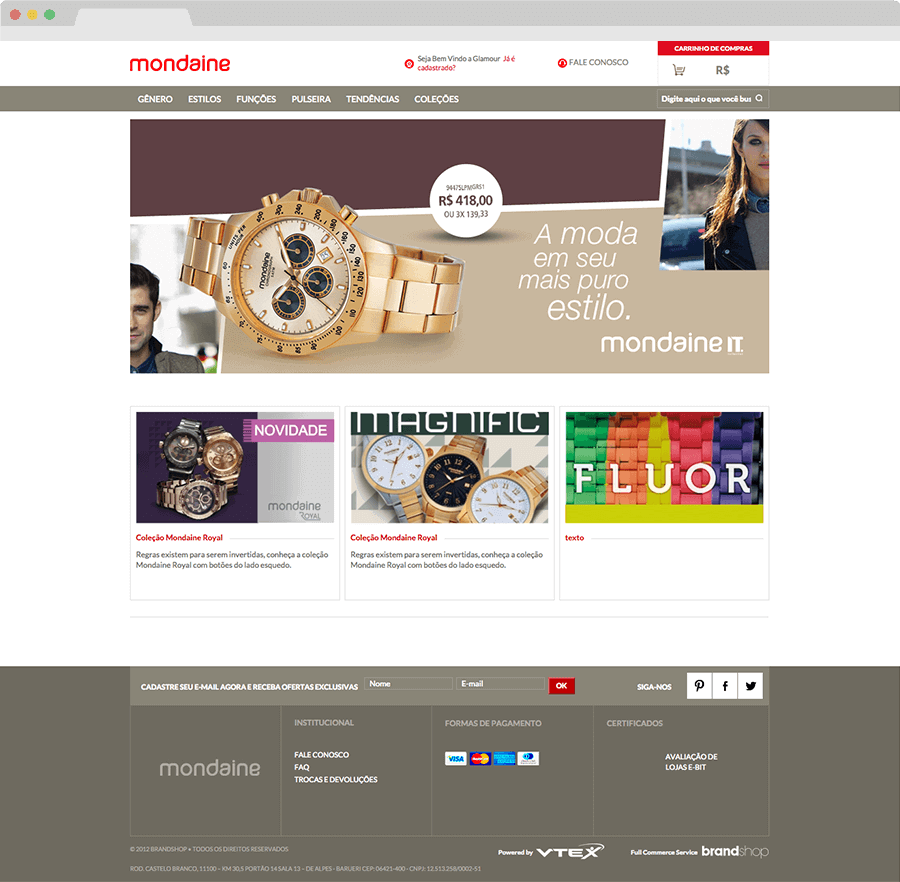 mondaine
Seja Bem Vindo a Glamour Já é
cadastrado?
FALE CONOSCO
CARRINHO DE COMPRAS
R$
GÊNERO ESTILOS FUNÇÕES PULSEIRA TENDÊNCIAS COLEÇÕES
Digite aqui o que você bus
94475LPMGRS1
R$ 418,00
OU 3X 139,33
A moda
em seu
mais puro
estilo.
mondaine IT
UNITS PER HOUR
mondaine
NOVIDADE
mondaine
ROYAL
MAGNIFIC
FLUOR
Coleção Mondaine Royal
Regras existem para serem invertidas, conheça a coleção
Mondaine Royal com botões do lado esquedo.
Coleção Mondaine Royal
Regras existem para serem invertidas, conheça a coleção
Mondaine Royal com botões do lado esquedo.
texto
CADASTRE SEU E-MAIL AGORA E RECEBA OFERTAS EXCLUSIVAS
Nome
E-mail
OK
SIGA-NOS
mondaine
INSTITUCIONAL
FALE CONOSCO
FAQ
TROCAS E DEVOLUÇÕES
FORMAS DE PAGAMENTO
VISA
CERTIFICADOS
AVALIAÇÃO DE
LOJAS E-BIT
© 2012 BRANDSHOP • TODOS OS DIREITOS RESERVADOS
ROD. CASTELO BRANCO, 11100 – KM 30,5 PORTÃO 14 SALA 13 – DE ALPES - BARUERI CEP: 06421-400 - CNPJ: 12.513.258/0002-51
Powered by VTEX
Full Commerce Service brandshop